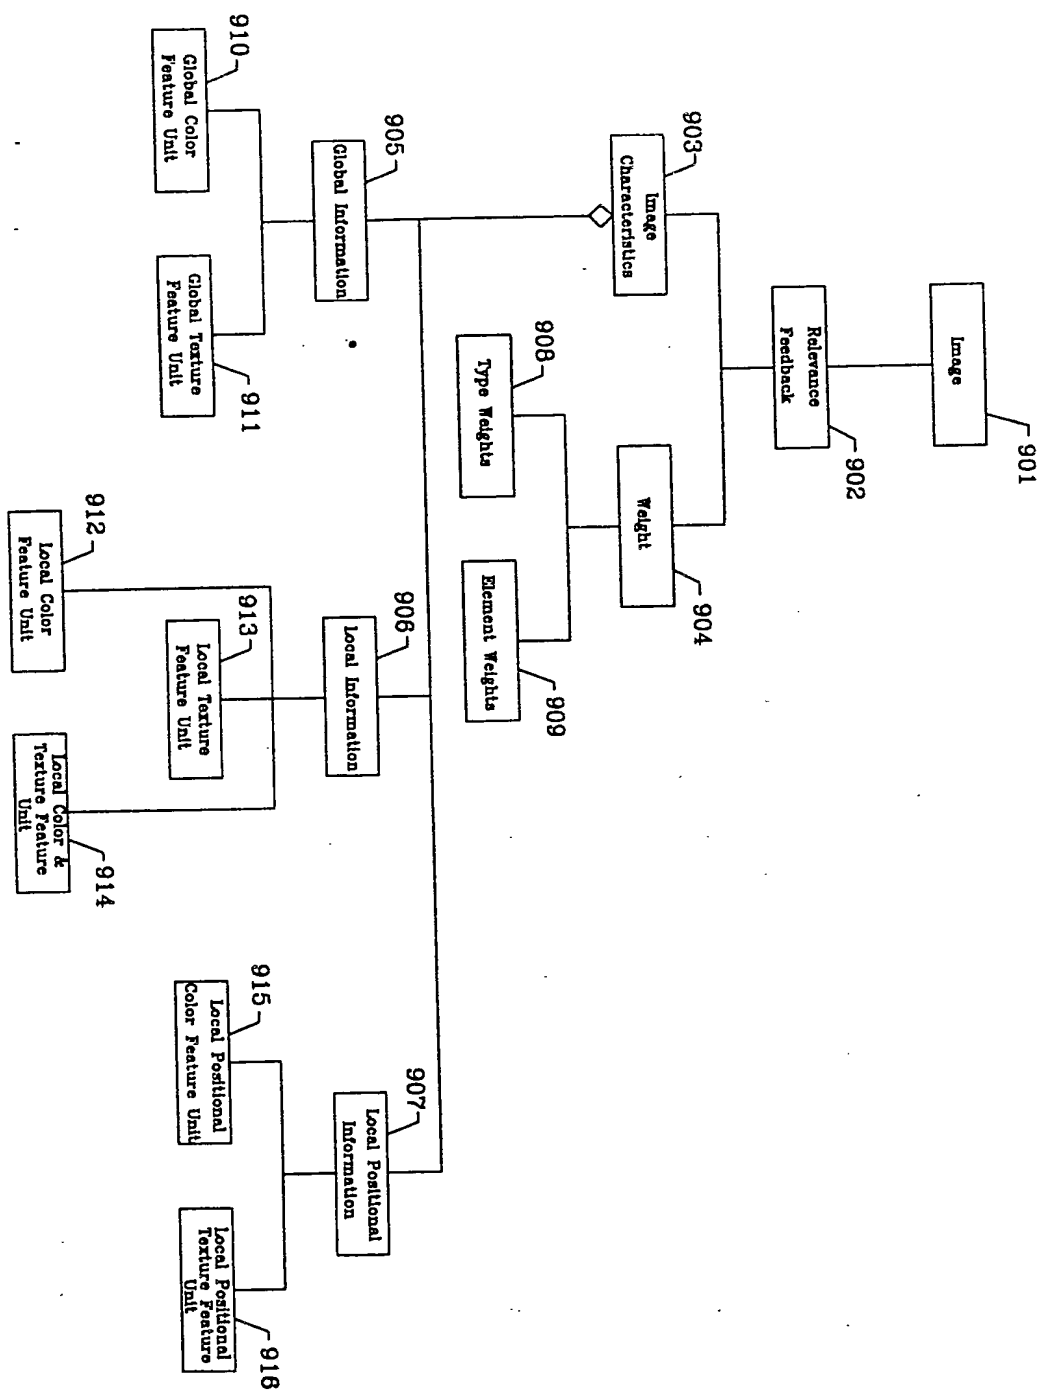 901
Image
902
Relevance
Feedback
903
Image
Characteristics
904
Weight
908
Type Weights
909
Element Weights
905
Global Information
906
Local Information
907
Local Positional
Information
910
Global Color
Feature Unit
911
Global Texture
Feature Unit
912
Local Color
Feature Unit
913
Local Texture
Feature Unit
914
Local Color &
Texture Feature
Unit
915
Local Positional
Color Feature Unit
916
Local Positional
Texture Feature
Unit